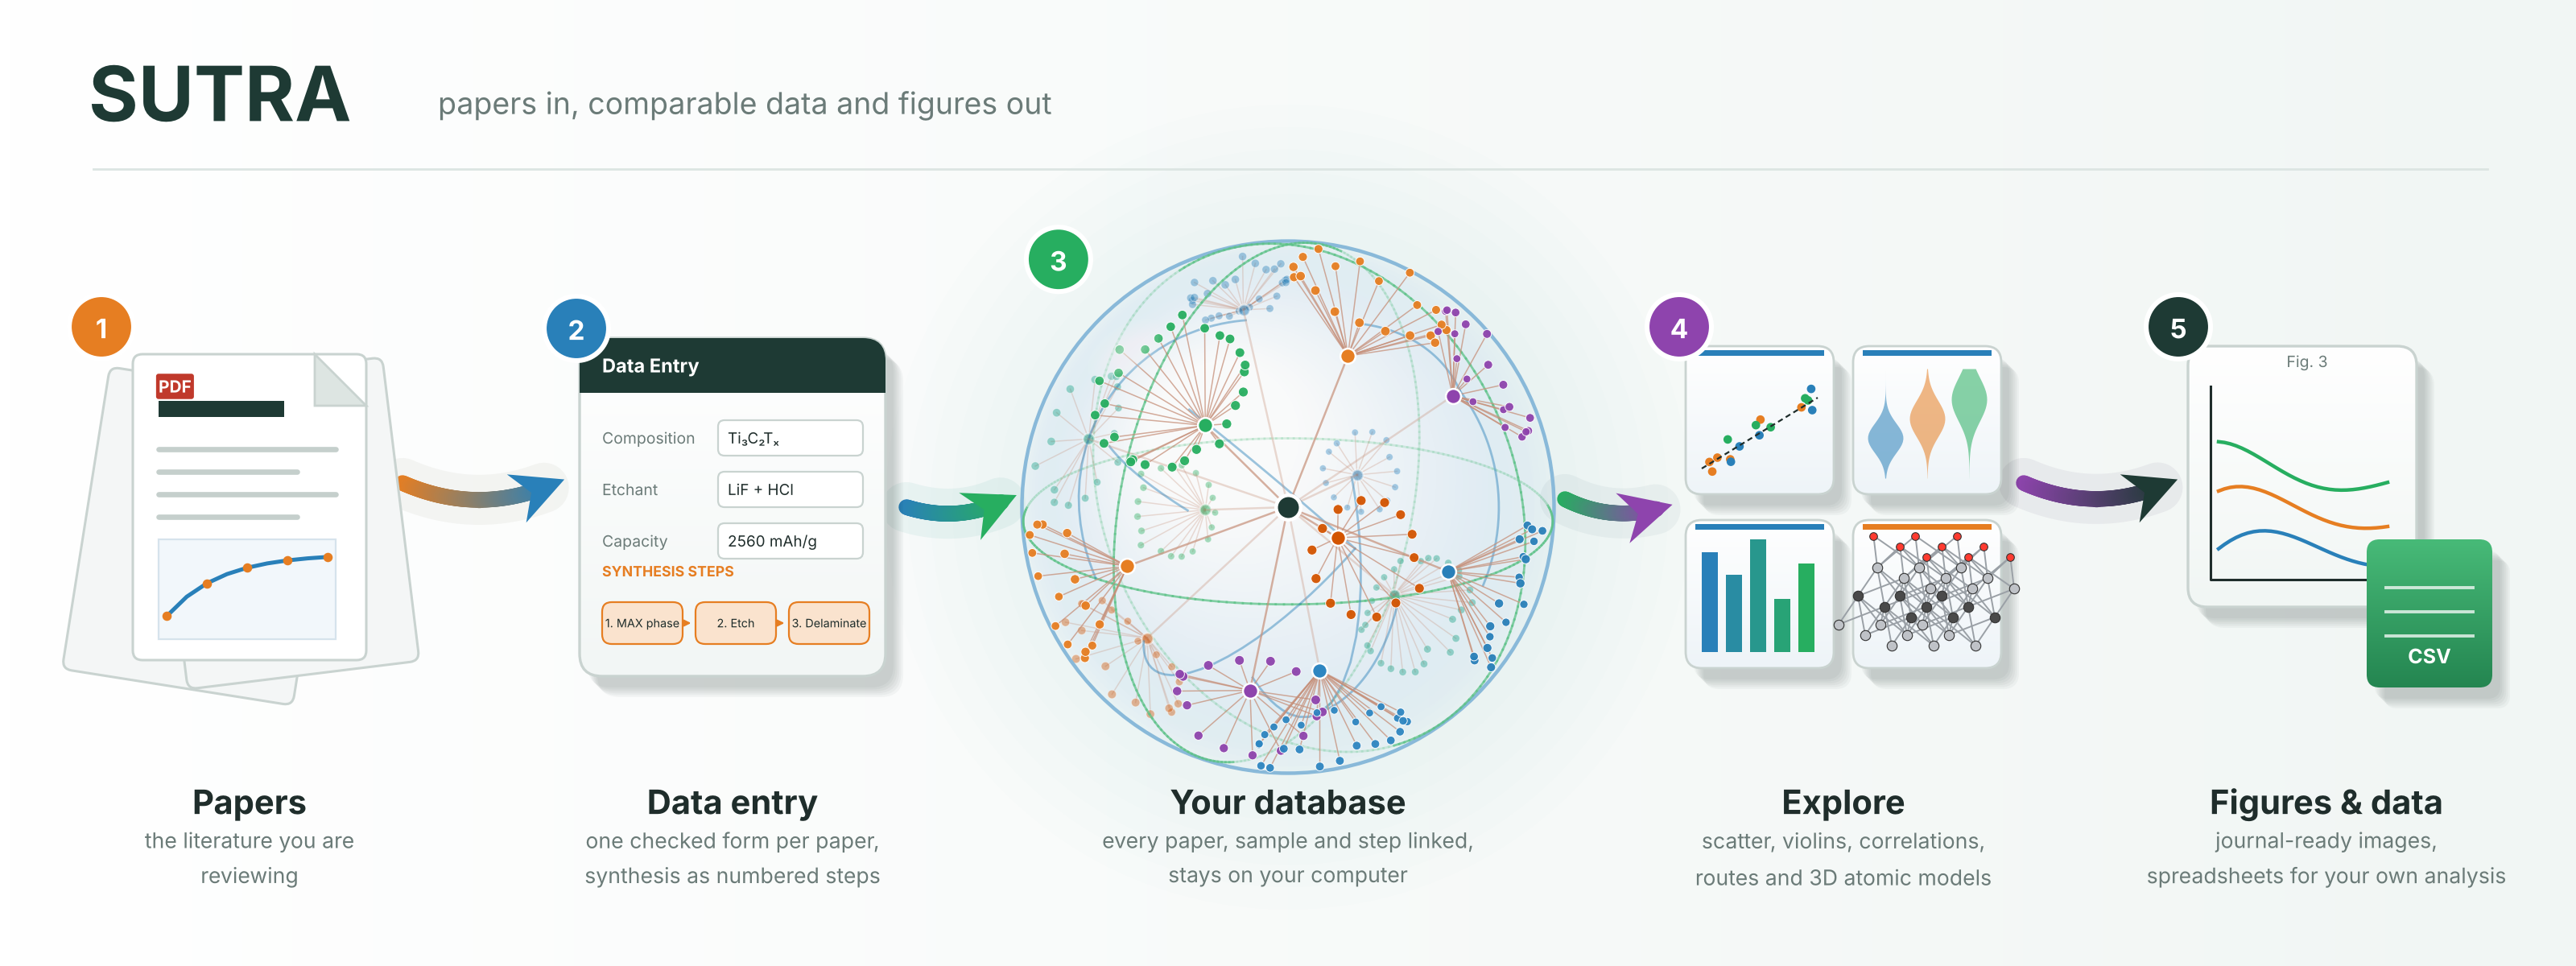 SUTRA
papers in, comparable data and figures out
1
PDF
2
Data Entry
Composition
Ti₃C₂Tₓ
Etchant
LiF + HCl
Capacity
2560 mAh/g
SYNTHESIS STEPS
1. MAX phase
2. Etch
3. Delaminate
3
4
5
Fig. 3
CSV
Papers
the literature you are
reviewing
Data entry
one checked form per paper,
synthesis as numbered steps
Your database
every paper, sample and step linked,
stays on your computer
Explore
scatter, violins, correlations,
routes and 3D atomic models
Figures & data
journal-ready images,
spreadsheets for your own analysis